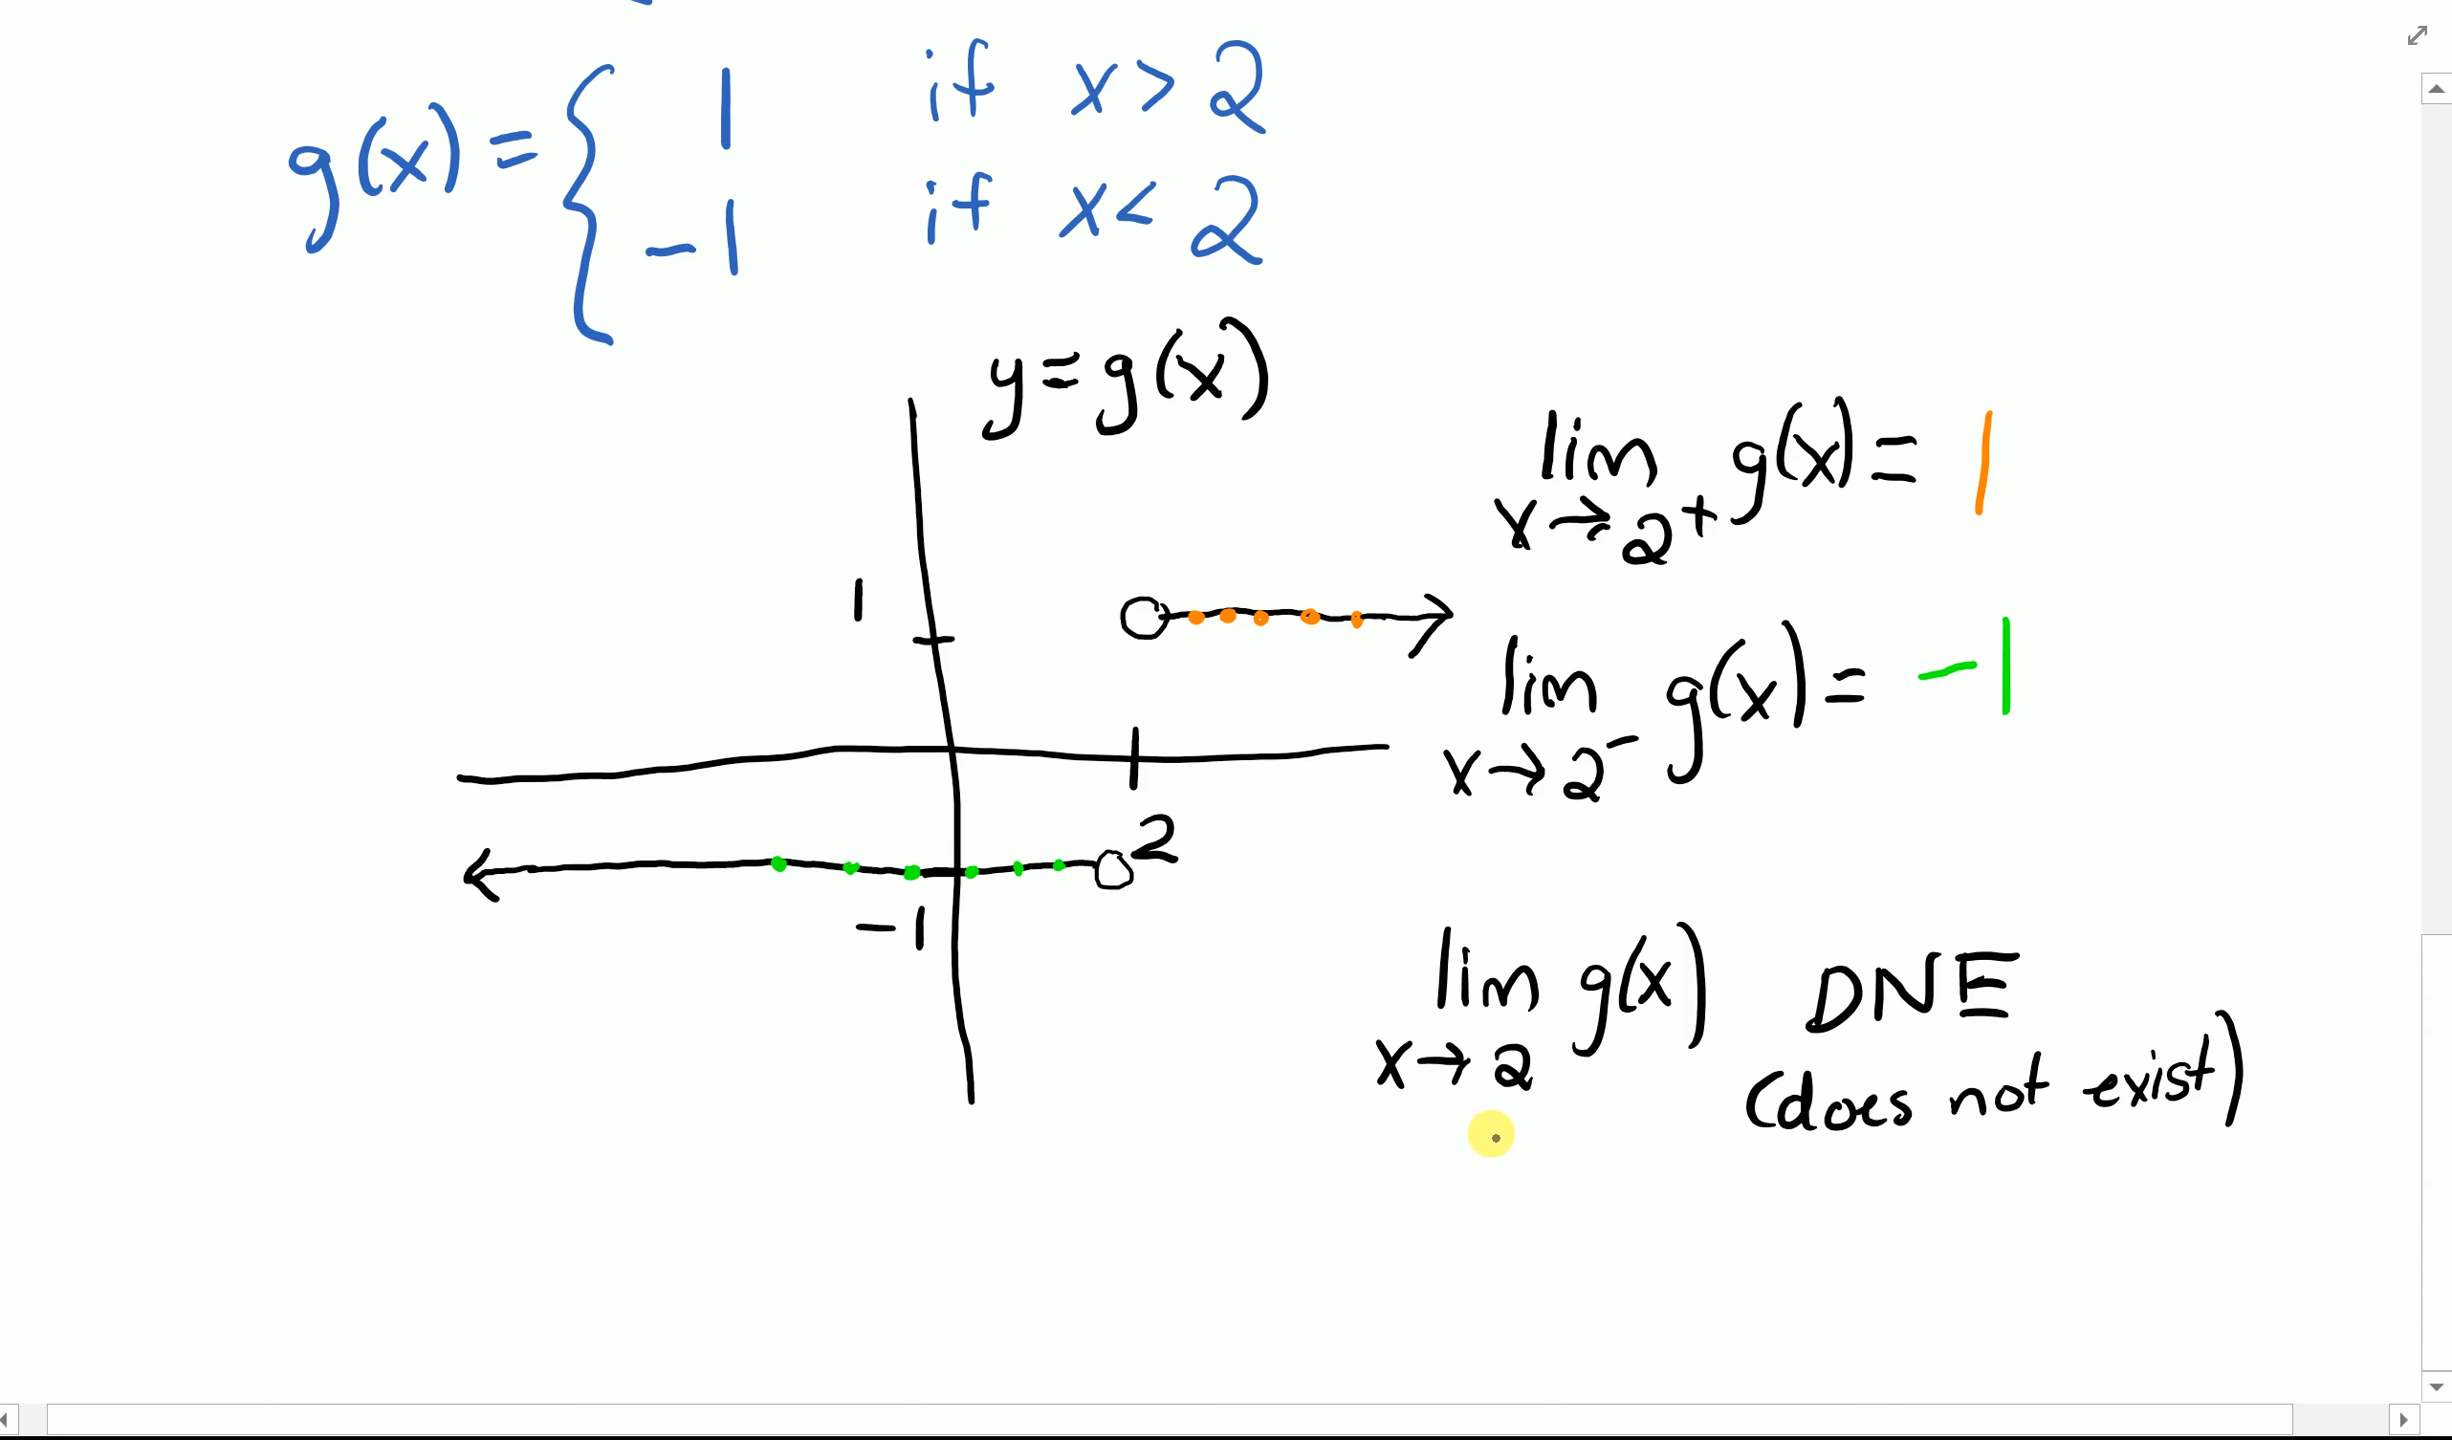 g(x) = { 1 if x > 2
-1 if x < 2
y = g(x)
lim x→2⁺ g(x) = 1
1
lim x→2⁻ g(x) = -1
2
-1
lim x→2 g(x) DNE
(does not exist)